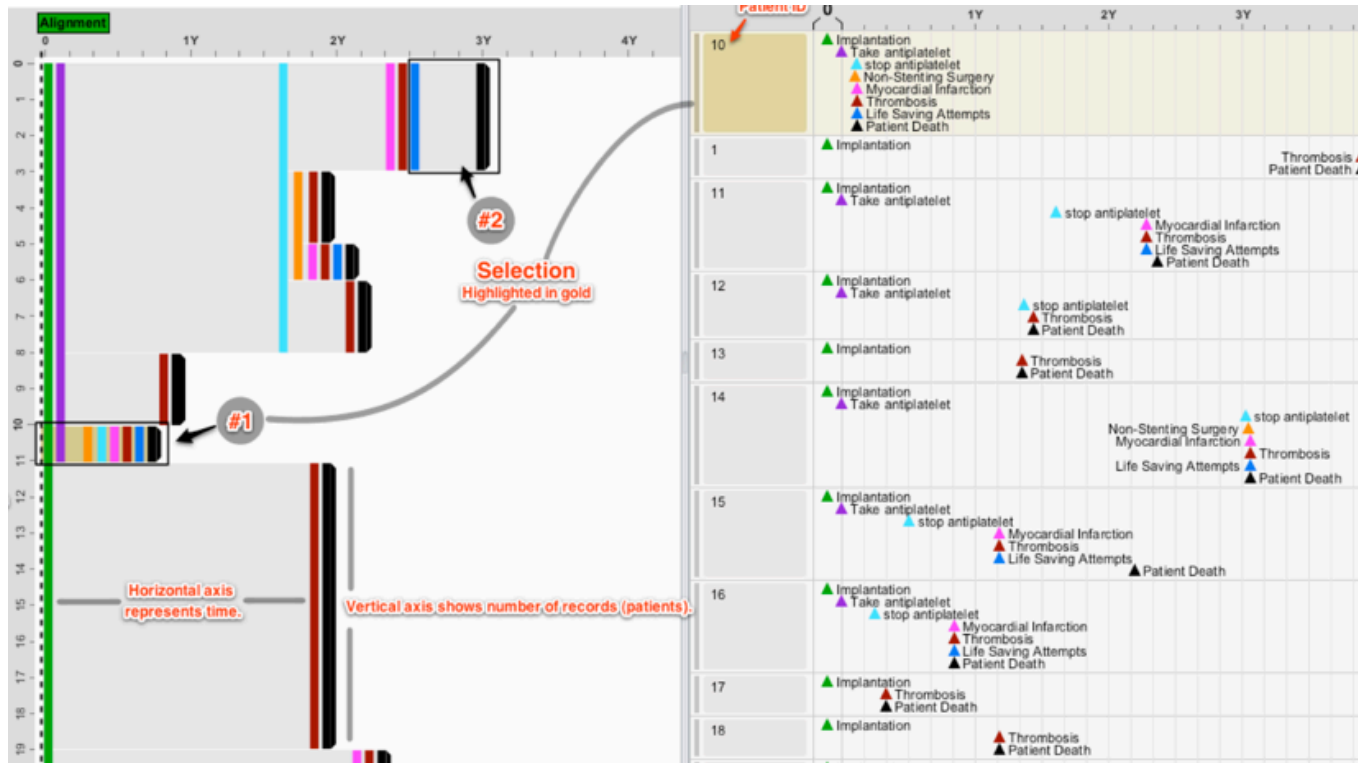 Alignment
0 1Y 2Y 3Y 4Y
0
1
2
3
4
5
6
7
8
9
10
11
12
13
14
15
16
17
18
19
#2
Selection
Highlighted in gold
#1
Horizontal axis
represents time.
Vertical axis shows number of records (patients).
Patient ID
0 1Y 2Y 3Y
10
Implantation
Take antiplatelet
stop antiplatelet
Non-Stenting Surgery
Myocardial Infarction
Thrombosis
Life Saving Attempts
Patient Death
1
Implantation
Thrombosis
Patient Death
11
Implantation
Take antiplatelet
stop antiplatelet
Myocardial Infarction
Thrombosis
Life Saving Attempts
Patient Death
12
Implantation
Take antiplatelet
stop antiplatelet
Thrombosis
Patient Death
13
Implantation
Thrombosis
Patient Death
14
Implantation
Take antiplatelet
stop antiplatelet
Non-Stenting Surgery
Myocardial Infarction
Thrombosis
Life Saving Attempts
Patient Death
15
Implantation
Take antiplatelet
stop antiplatelet
Myocardial Infarction
Thrombosis
Life Saving Attempts
Patient Death
16
Implantation
Take antiplatelet
stop antiplatelet
Myocardial Infarction
Thrombosis
Life Saving Attempts
Patient Death
17
Implantation
Thrombosis
Patient Death
18
Implantation
Thrombosis
Patient Death